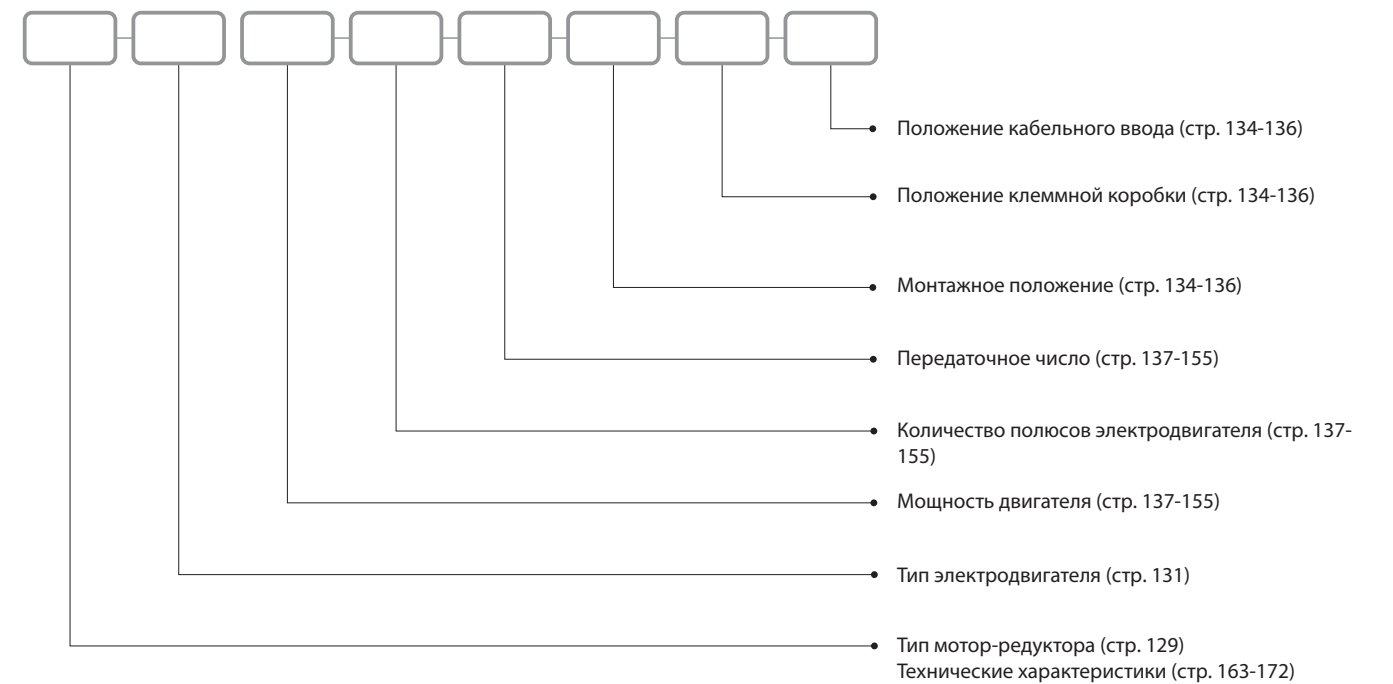 Положение кабельного ввода (стр. 134-136)
Положение клеммной коробки (стр. 134-136)
Монтажное положение (стр. 134-136)
Передаточное число (стр. 137-155)
Количество полюсов электродвигателя (стр. 137-
155)
Мощность двигателя (стр. 137-155)
Тип электродвигателя (стр. 131)
Тип мотор-редуктора (стр. 129)
Технические характеристики (стр. 163-172)